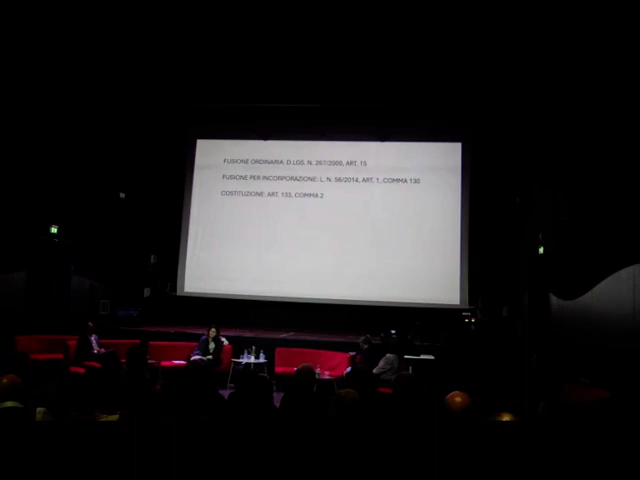 FUSIONE ORDINARIA: D.LGS. N. 267/2000, ART. 15
FUSIONE PER INCORPORAZIONE: L. N. 56/2014, ART. 1, COMMA 130
COSTITUZIONE: ART. 133, COMMA 2